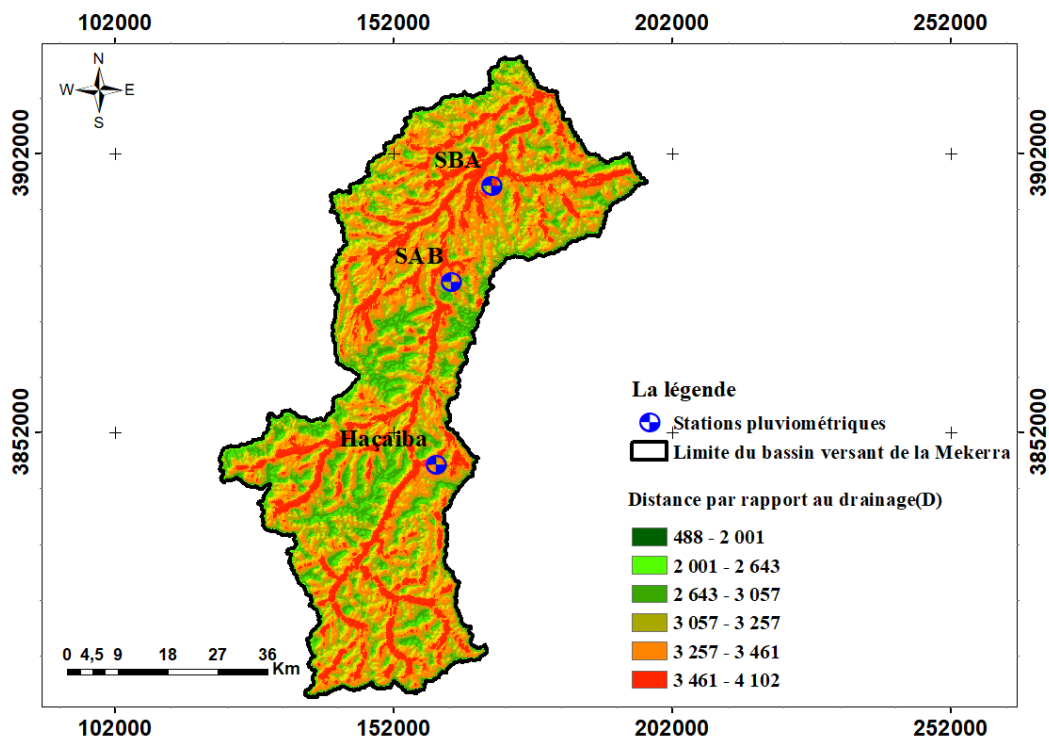 102000 152000 202000 252000
N
W E
S
3902000 3902000
SBA
SAB
La légende
Stations pluviométriques
3852000 Haçaïba 3852000
Limite du bassin versant de la Mekerra
Distance par rapport au drainage(D)
488 - 2 001
2 001 - 2 643
2 643 - 3 057
3 057 - 3 257
3 257 - 3 461
3 461 - 4 102
0 4,5 9 18 27 36
Km
102000 152000 202000 252000